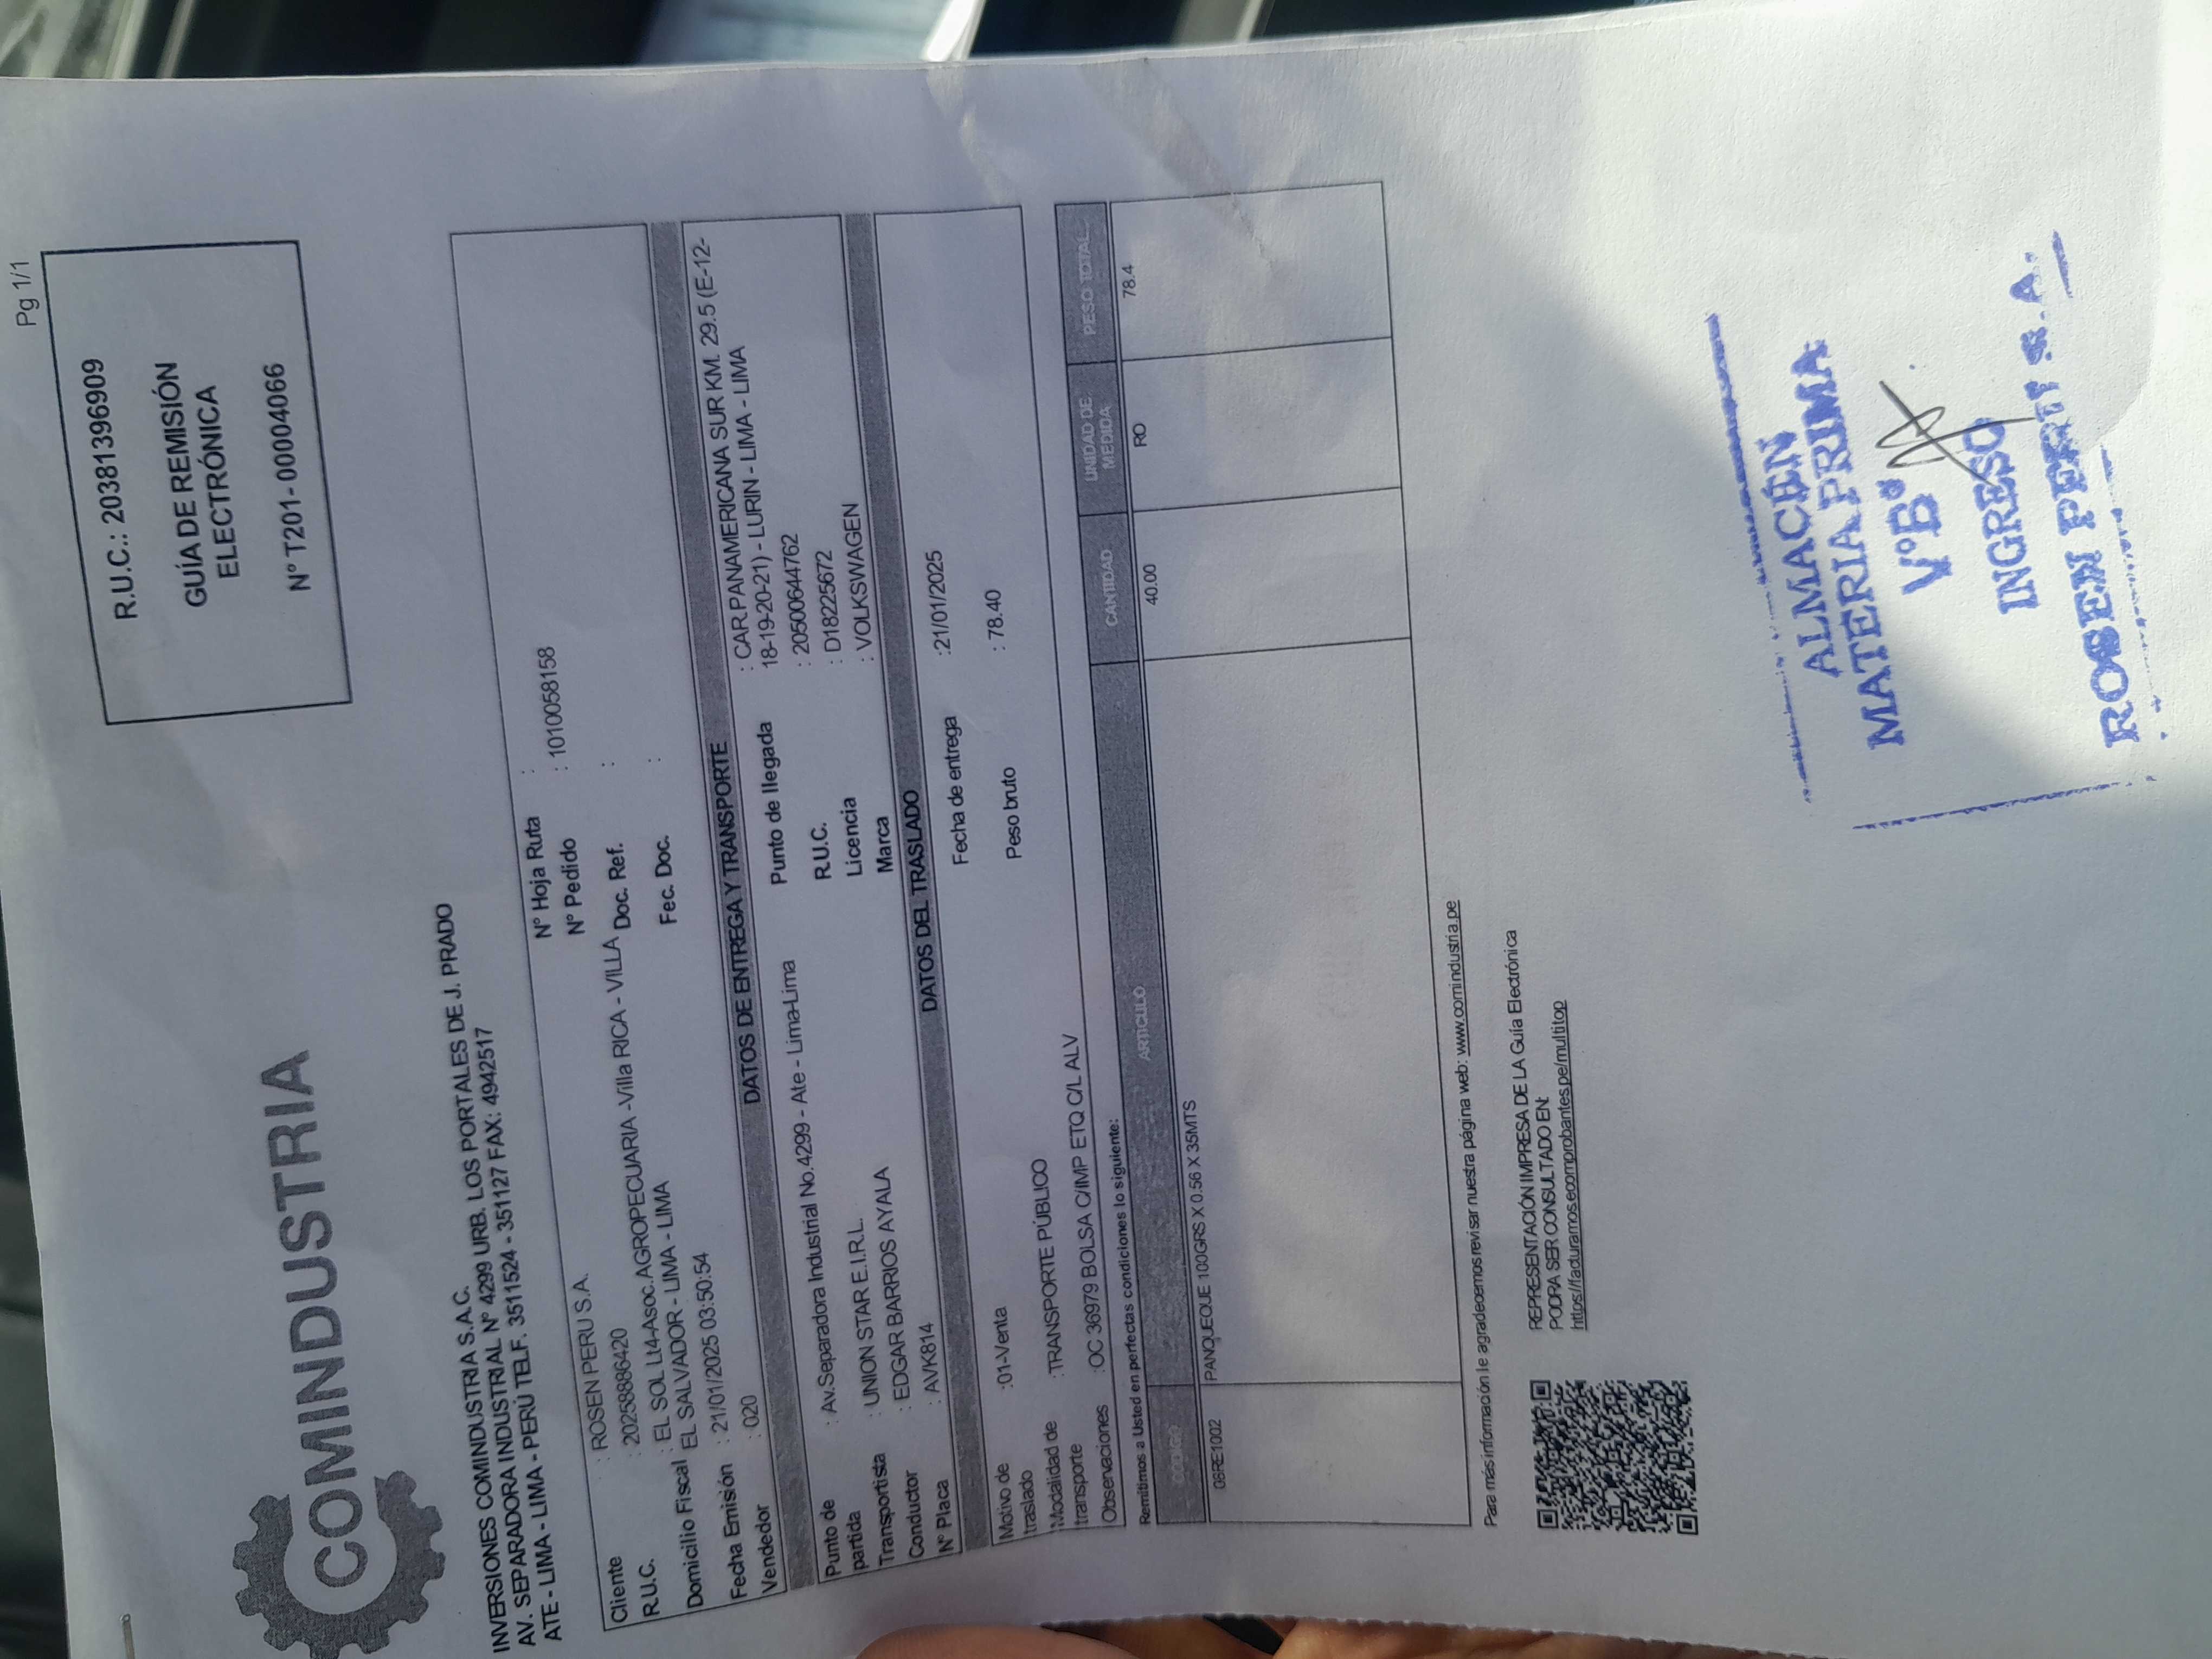 Pg 1/1
COMINDUSTRIA
R.U.C.: 20381396909
GUÍA DE REMISIÓN
ELECTRÓNICA
N° T201-00004066
INVERSIONES COMINDUSTRIA S.A.C.
AV. SEPARADORA INDUSTRIAL N° 4299 URB. LOS PORTALES DE J. PRADO
ATE - LIMA - LIMA - PERÚ TELF. 3511524 - 351127 FAX: 4942517
Cliente : ROSEN PERU S.A. N° Hoja Ruta :
R.U.C. : 20258886420 N° Pedido : 1010058158
Domicilio Fiscal : EL SOL Lt4-Asoc.AGROPECUARIA -Villa RICA - VILLA Doc. Ref. :
EL SALVADOR - LIMA - LIMA
Fecha Emisión : 21/01/2025 03:50:54 Fec. Doc. :
Vendedor : 020
DATOS DE ENTREGA Y TRANSPORTE
Punto de partida : Av.Separadora Industrial No.4299 - Ate - Lima-Lima Punto de llegada : CAR.PANAMERICANA SUR KM. 29.5 (E-12-
18-19-20-21) - LURIN - LIMA - LIMA
Transportista : UNION STAR E.I.R.L. R.U.C. : 20500644762
Conductor : EDGAR BARRIOS AYALA Licencia : D18225672
N° Placa : AVK814 Marca : VOLKSWAGEN
DATOS DEL TRASLADO
Motivo de traslado :01-Venta Fecha de entrega :21/01/2025
Modalidad de transporte :TRANSPORTE PÚBLICO Peso bruto : 78.40
Observaciones :OC 36979 BOLSA C/IMP ETQ C/L ALV
Remitimos a Usted en perfectas condiciones lo siguiente:
CODIGO ARTICULO CANTIDAD UNIDAD DE MEDIDA PESO TOTAL
08RE1002 PANQUEQUE 100GRS X 0.56 X 35MTS 40.00 RO 78.4
Para más información le agradecemos revisar nuestra página web: www.comindustria.pe
REPRESENTACIÓN IMPRESA DE LA Guía Electrónica
PODRA SER CONSULTADO EN:
https://facturamos.ecomprobantes.pe/multitop
ALMACÉN
MATERIA PRIMA
V°B°
INGRESO
ROSEN PERU S.A.